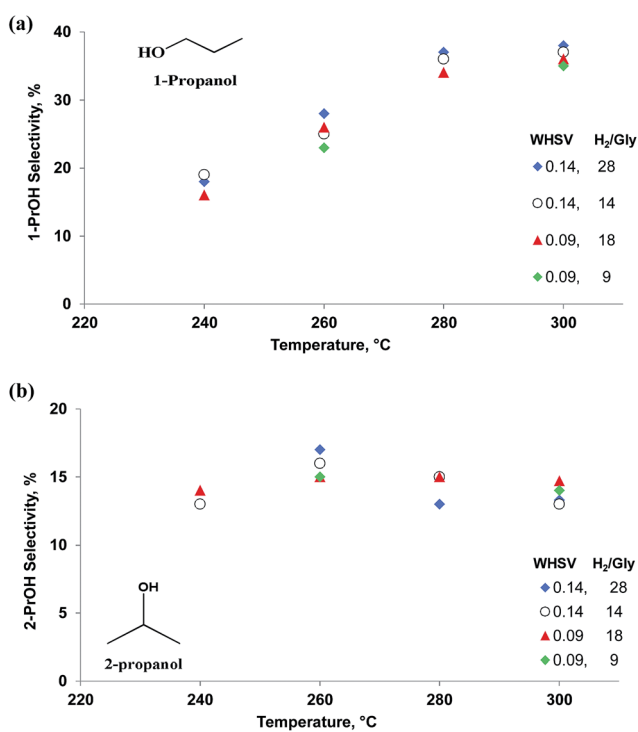 (a)
40
30
20
10
0
1-PrOH Selectivity, %
HO
1-Propanol
WHSV H₂/Gly
0.14, 28
0.14, 14
0.09, 18
0.09, 9
220 240 260 280 300
Temperature, °C
(b)
20
15
10
5
0
2-PrOH Selectivity, %
OH
2-propanol
WHSV H₂/Gly
0.14, 28
0.14 14
0.09 18
0.09, 9
220 240 260 280 300
Temperature, °C